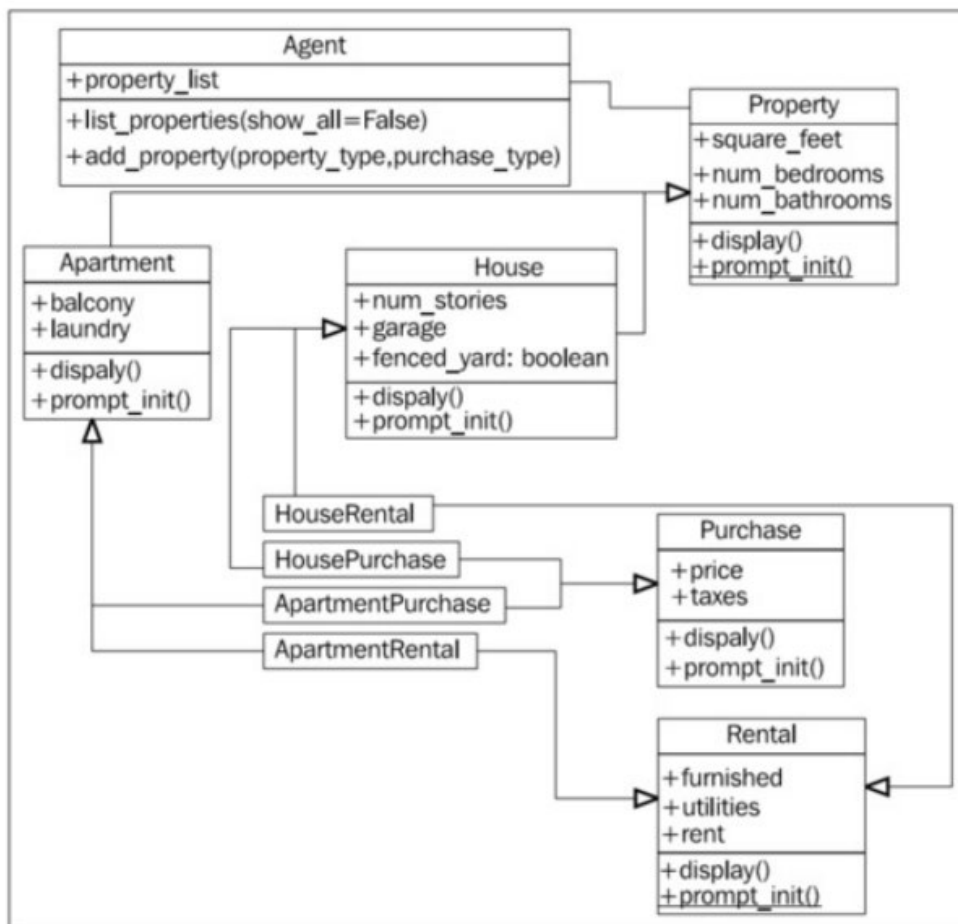 Agent
+property_list
+list_properties(show_all=False)
+add_property(property_type,purchase_type)
Property
+square_feet
+num_bedrooms
+num_bathrooms
+display()
+prompt_init()
Apartment
+balcony
+laundry
+dispaly()
+prompt_init()
House
+num_stories
+garage
+fenced_yard: boolean
+dispaly()
+prompt_init()
HouseRental
HousePurchase
ApartmentPurchase
ApartmentRental
Purchase
+price
+taxes
+dispaly()
+prompt_init()
Rental
+furnished
+utilities
+rent
+display()
+prompt_init()